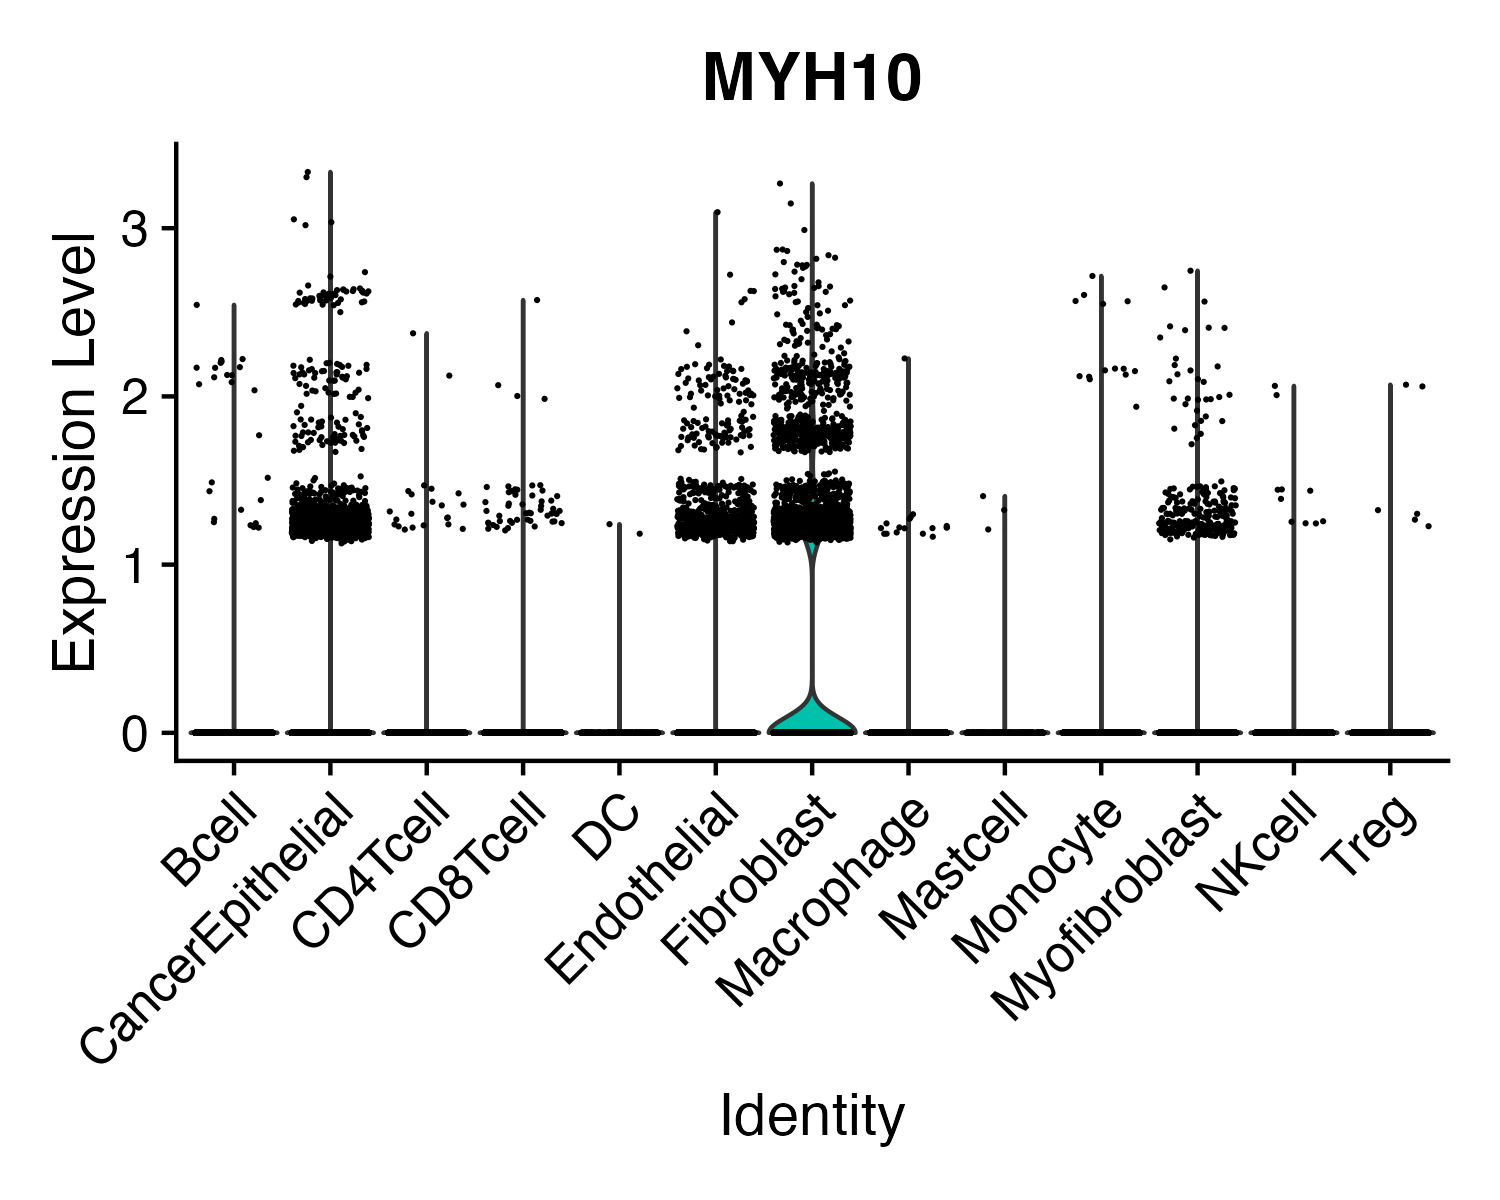 MYH10
Expression Level
3
2
1
0
Bcell
CancerEpithelial
CD4Tcell
CD8Tcell
DC
Endothelial
Fibroblast
Macrophage
Mastcell
Monocyte
Myofibroblast
NKcell
Treg
Identity